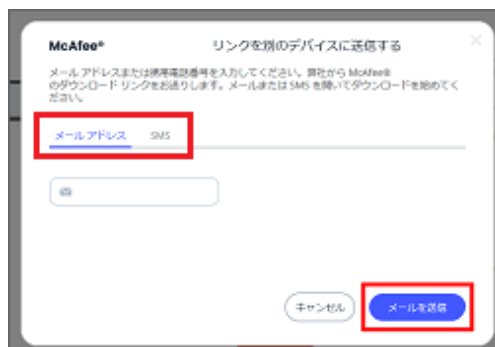 McAfee® リンクを別のデバイスに送信する
メール アドレスまたは携帯電話番号を入力してください。弊社から McAfee®
のダウンロード リンクをお送りします。メールまたは SMS を開いてダウンロードを始めてく
ださい。
メール アドレス SMS
キャンセル メールを送信